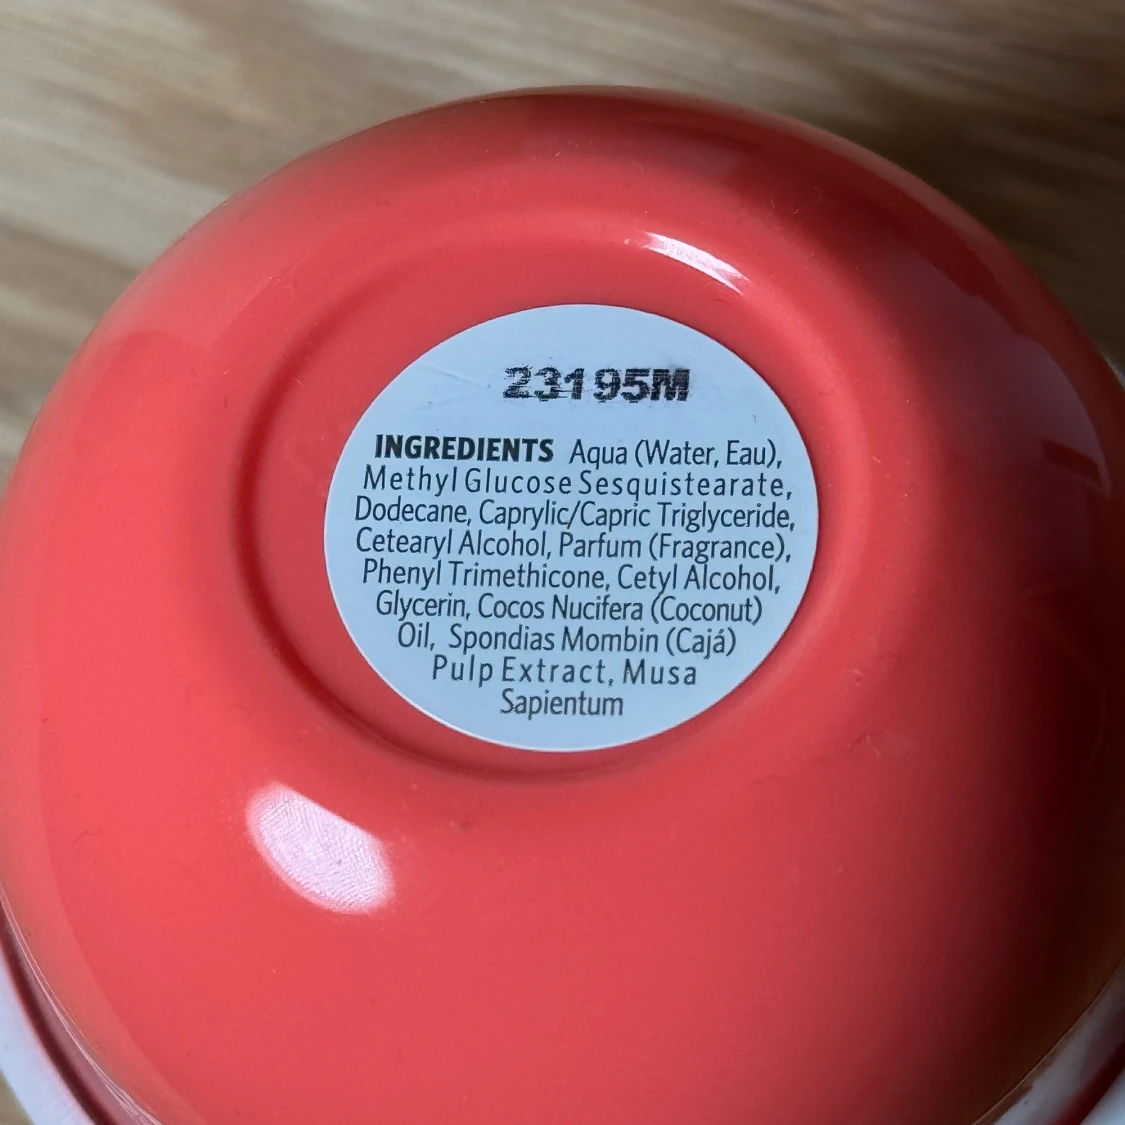 23195M
INGREDIENTS Aqua (Water, Eau),
Methyl Glucose Sesquistearate,
Dodecane, Caprylic/Capric Triglyceride,
Cetearyl Alcohol, Parfum (Fragrance),
Phenyl Trimethicone, Cetyl Alcohol,
Glycerin, Cocos Nucifera (Coconut)
Oil, Spondias Mombin (Cajá)
Pulp Extract, Musa
Sapientum